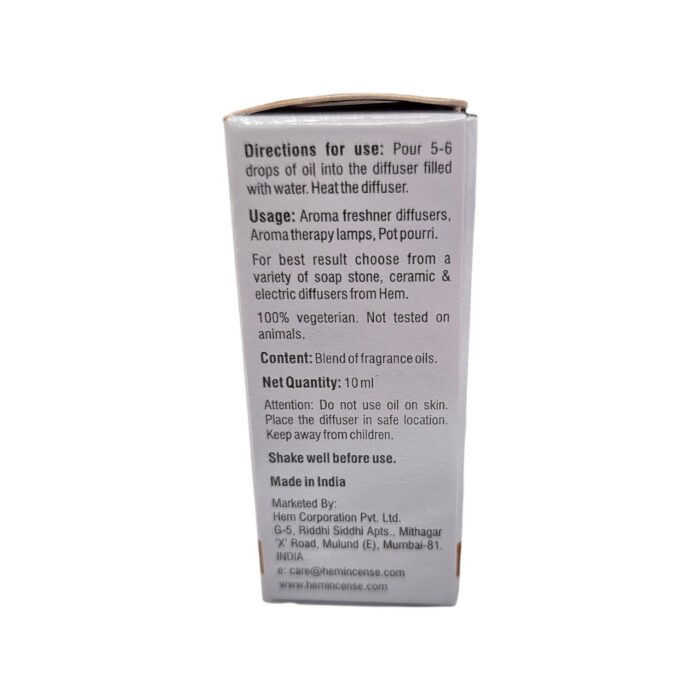 Directions for use: Pour 5-6
drops of oil into the diffuser filled
with water. Heat the diffuser.
Usage: Aroma freshner diffusers,
Aroma therapy lamps, Pot pourri.
For best result choose from a
variety of soap stone, ceramic &
electric diffusers from Hem.
100% vegeterian. Not tested on
animals.
Content: Blend of fragrance oils.
Net Quantity: 10 ml
Attention: Do not use oil on skin.
Place the diffuser in safe location.
Keep away from children.
Shake well before use.
Made in India
Marketed By:
Hem Corporation Pvt. Ltd.
G-5, Riddhi Siddhi Apts., Mithagar
'X' Road, Mulund (E), Mumbai-81.
INDIA.
e: care@hemincense.com
www.hemincense.com